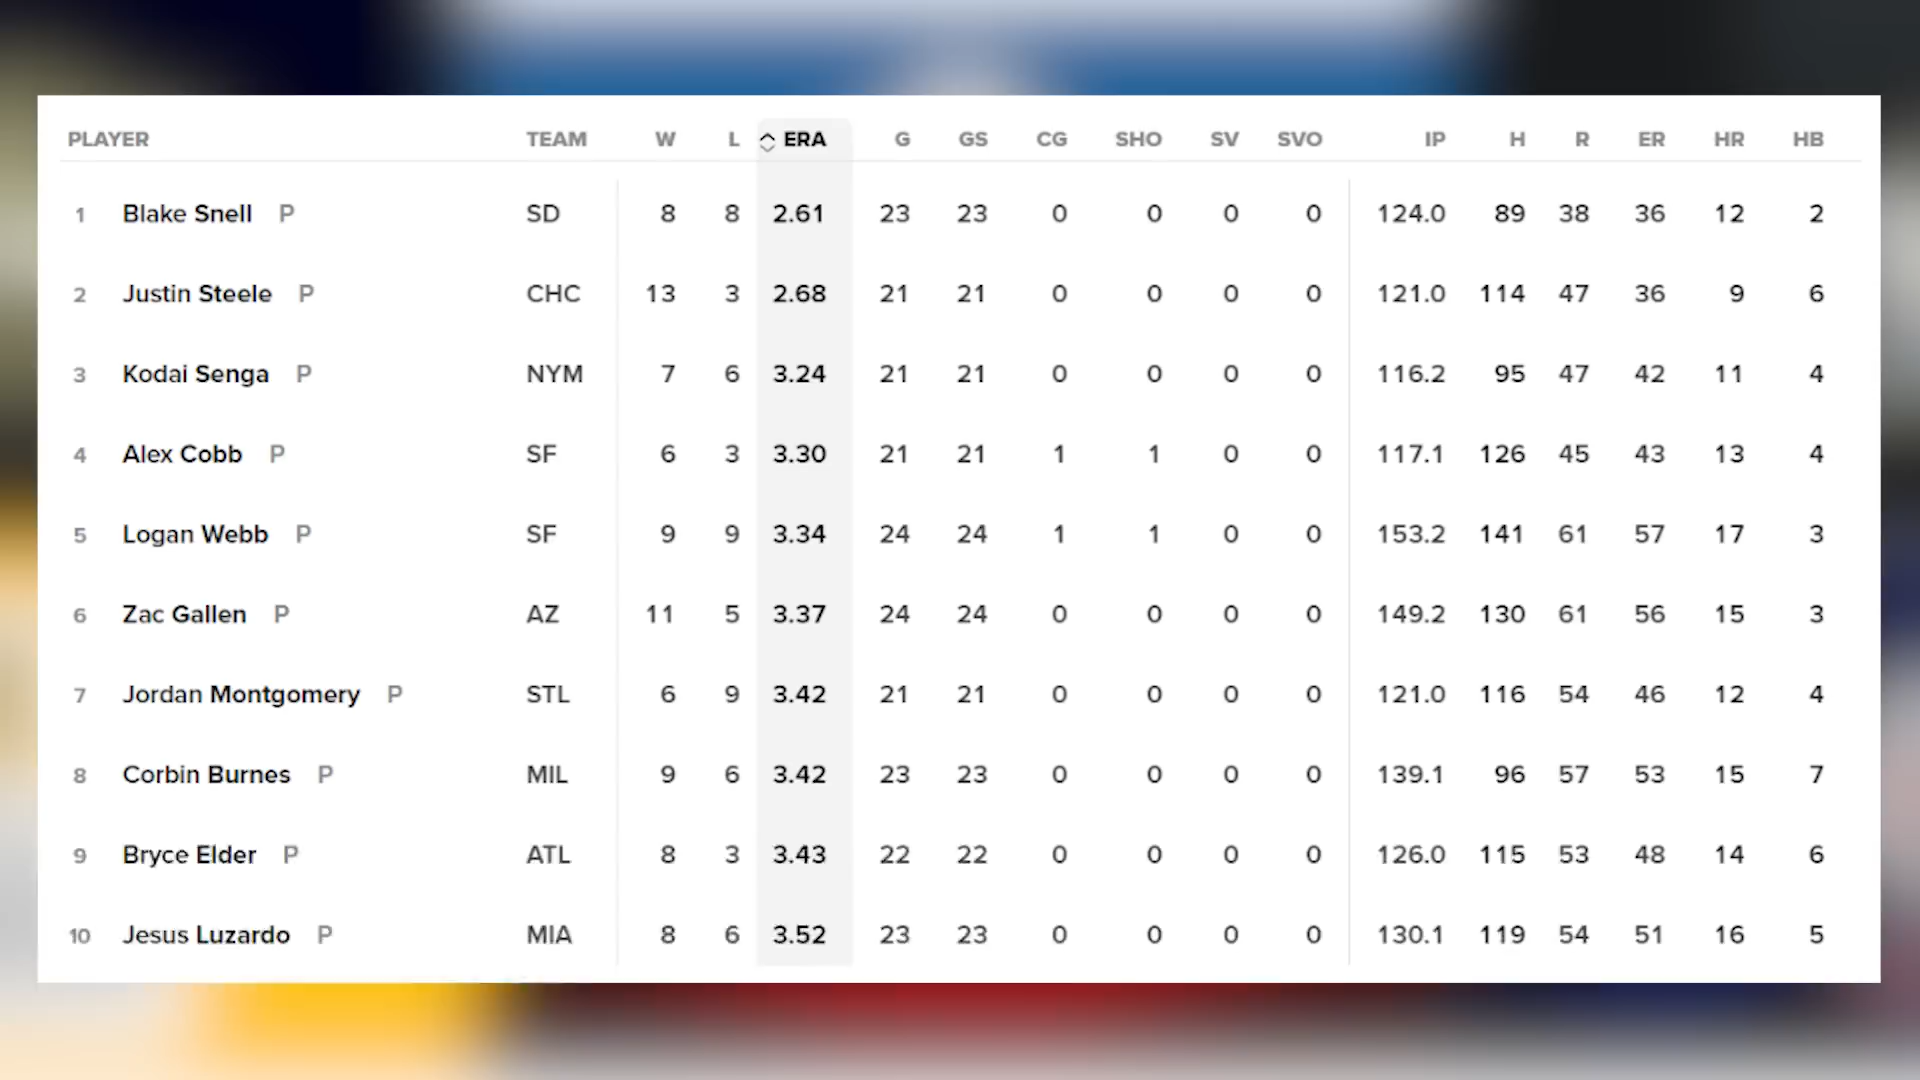 PLAYER TEAM W L ERA G GS CG SHO SV SVO IP H R ER HR HB
1 Blake Snell P SD 8 8 2.61 23 23 0 0 0 0 124.0 89 38 36 12 2
2 Justin Steele P CHC 13 3 2.68 21 21 0 0 0 0 121.0 114 47 36 9 6
3 Kodai Senga P NYM 7 6 3.24 21 21 0 0 0 0 116.2 95 47 42 11 4
4 Alex Cobb P SF 6 3 3.30 21 21 1 1 0 0 117.1 126 45 43 13 4
5 Logan Webb P SF 9 9 3.34 24 24 1 1 0 0 153.2 141 61 57 17 3
6 Zac Gallen P AZ 11 5 3.37 24 24 0 0 0 0 149.2 130 61 56 15 3
7 Jordan Montgomery P STL 6 9 3.42 21 21 0 0 0 0 121.0 116 54 46 12 4
8 Corbin Burnes P MIL 9 6 3.42 23 23 0 0 0 0 139.1 96 57 53 15 7
9 Bryce Elder P ATL 8 3 3.43 22 22 0 0 0 0 126.0 115 53 48 14 6
10 Jesus Luzardo P MIA 8 6 3.52 23 23 0 0 0 0 130.1 119 54 51 16 5